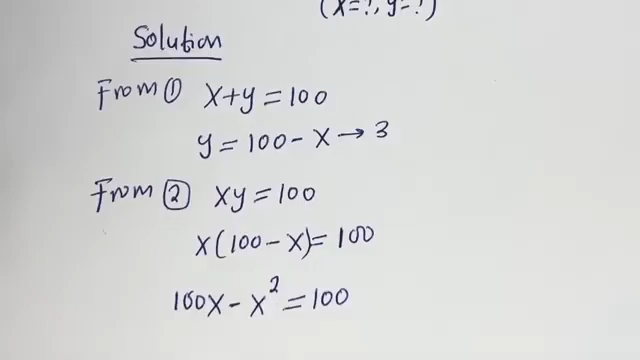 (x=?, y=?)
Solution
From ① x+y=100
y=100-x→3
From 2 xy=100
x(100-x)=100
100x-x²=100